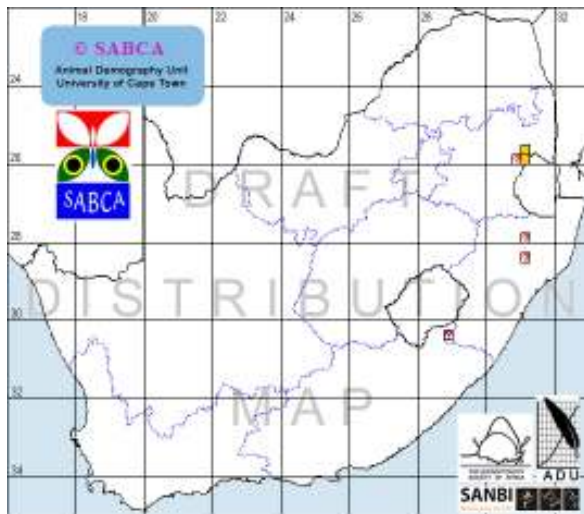 18 20 22 24 26 28 30 32
© SABCA
Animal Demography Unit
University of Cape Town
24
SABCA
26
DRAFT
28
DISTRIBUTION
30
32
MAP
34
ADU
SANBI